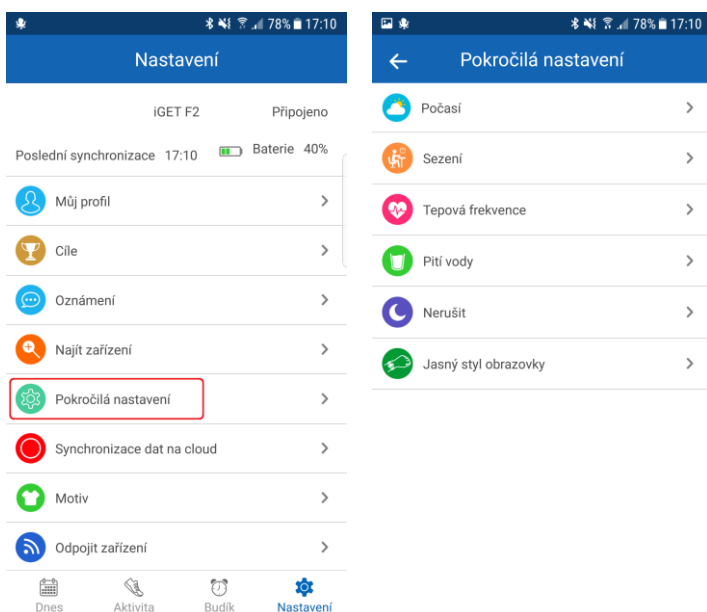 78% 17:10
Nastavení
iGET F2 Připojeno
Poslední synchronizace 17:10 Baterie 40%
Můj profil
Cíle
Oznámení
Najít zařízení
Pokročilá nastavení
Synchronizace dat na cloud
Motiv
Odpojit zařízení
Dnes Aktivita Budík Nastavení
78% 17:10
Pokročilá nastavení
Počasí
Sezení
Tepová frekvence
Pití vody
Nerušit
Jasný styl obrazovky